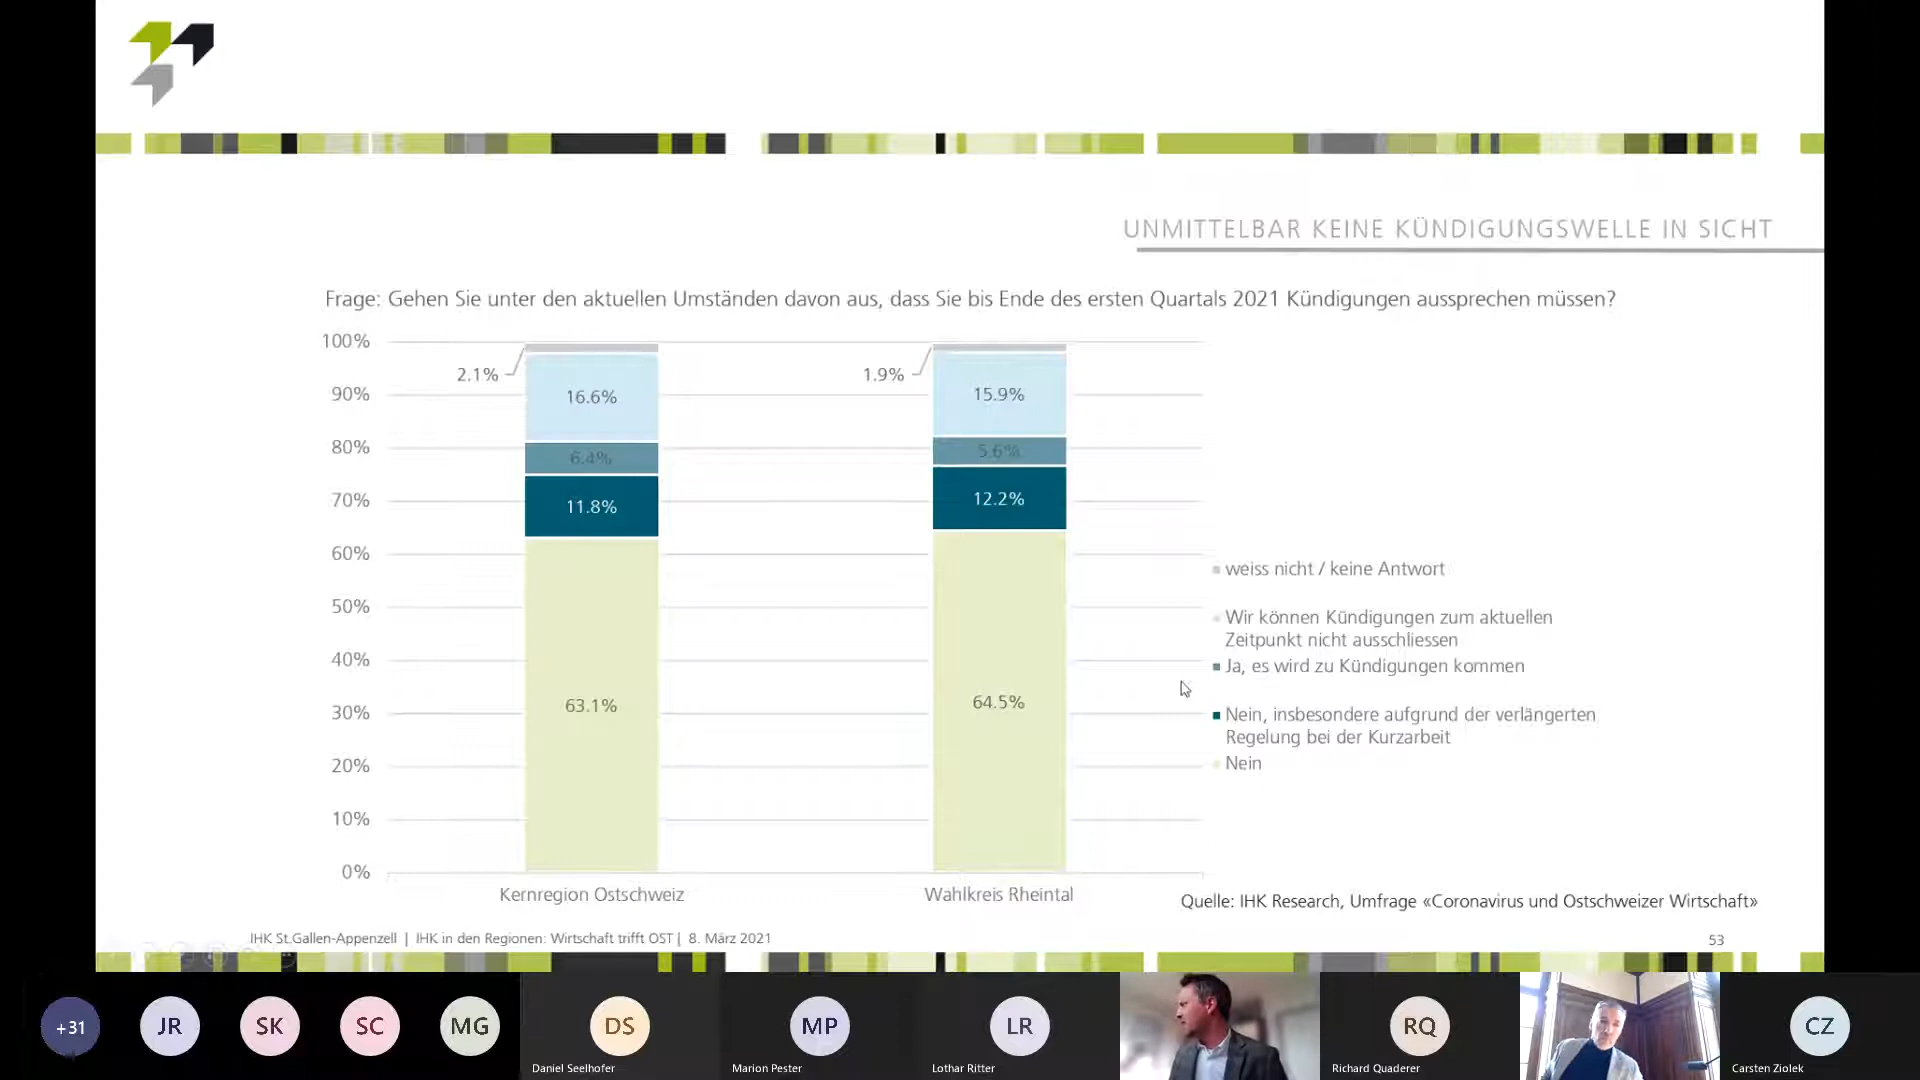 UNMITTELBAR KEINE KÜNDIGUNGSWELLE IN SICHT
Frage: Gehen Sie unter den aktuellen Umständen davon aus, dass Sie bis Ende des ersten Quartals 2021 Kündigungen aussprechen müssen?
100%
90%
80%
70%
60%
50%
40%
30%
20%
10%
0%
2.1%
16.6%
6.4%
11.8%
63.1%
1.9%
15.9%
5.6%
12.2%
64.5%
Kernregion Ostschweiz
Wahlkreis Rheintal
weiss nicht / keine Antwort
Wir können Kündigungen zum aktuellen
Zeitpunkt nicht ausschliessen
Ja, es wird zu Kündigungen kommen
Nein, insbesondere aufgrund der verlängerten
Regelung bei der Kurzarbeit
Nein
Quelle: IHK Research, Umfrage «Coronavirus und Ostschweizer Wirtschaft»
IHK St.Gallen-Appenzell | IHK in den Regionen: Wirtschaft trifft OST | 8. März 2021
53
+31
JR
SK
SC
MG
DS
Daniel Seelhofer
MP
Marion Pester
LR
Lothar Ritter
RQ
Richard Quaderer
CZ
Carsten Ziolek